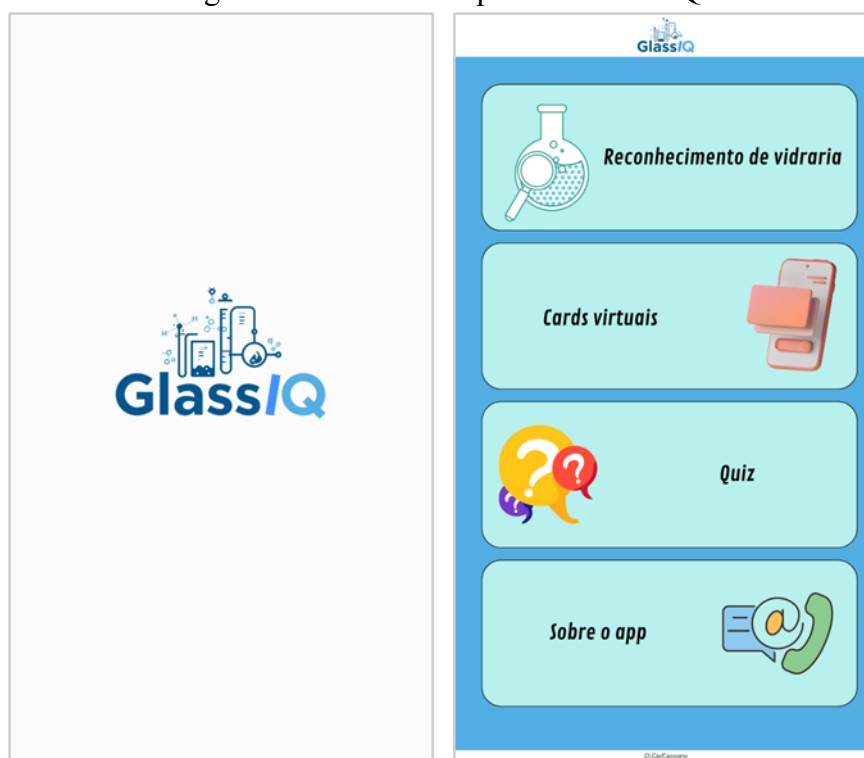 GlassIQ
GlassIQ
Reconhecimento de vidraria
Cards virtuais
Quiz
Sobre o app